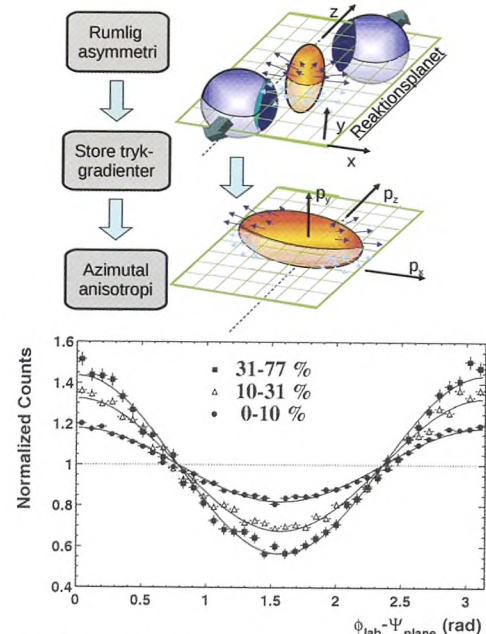 Rumlig
asymmetri
Store tryk-
gradienter
Azimutal
anisotropi
z
Reaktionsplanet
y
x
p_y
p_z
p_x
1.6
1.4
1.2
1
0.8
0.6
0.4
Normalized Counts
31-77 %
10-31 %
0-10 %
0
0.5
1
1.5
2
2.5
3
ϕ_lab-Ψ_plane (rad)